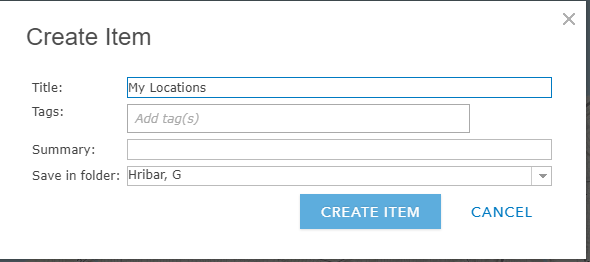 Create Item
Title: My Locations
Tags: Add tag(s)
Summary:
Save in folder: Hribar, G
CREATE ITEM CANCEL